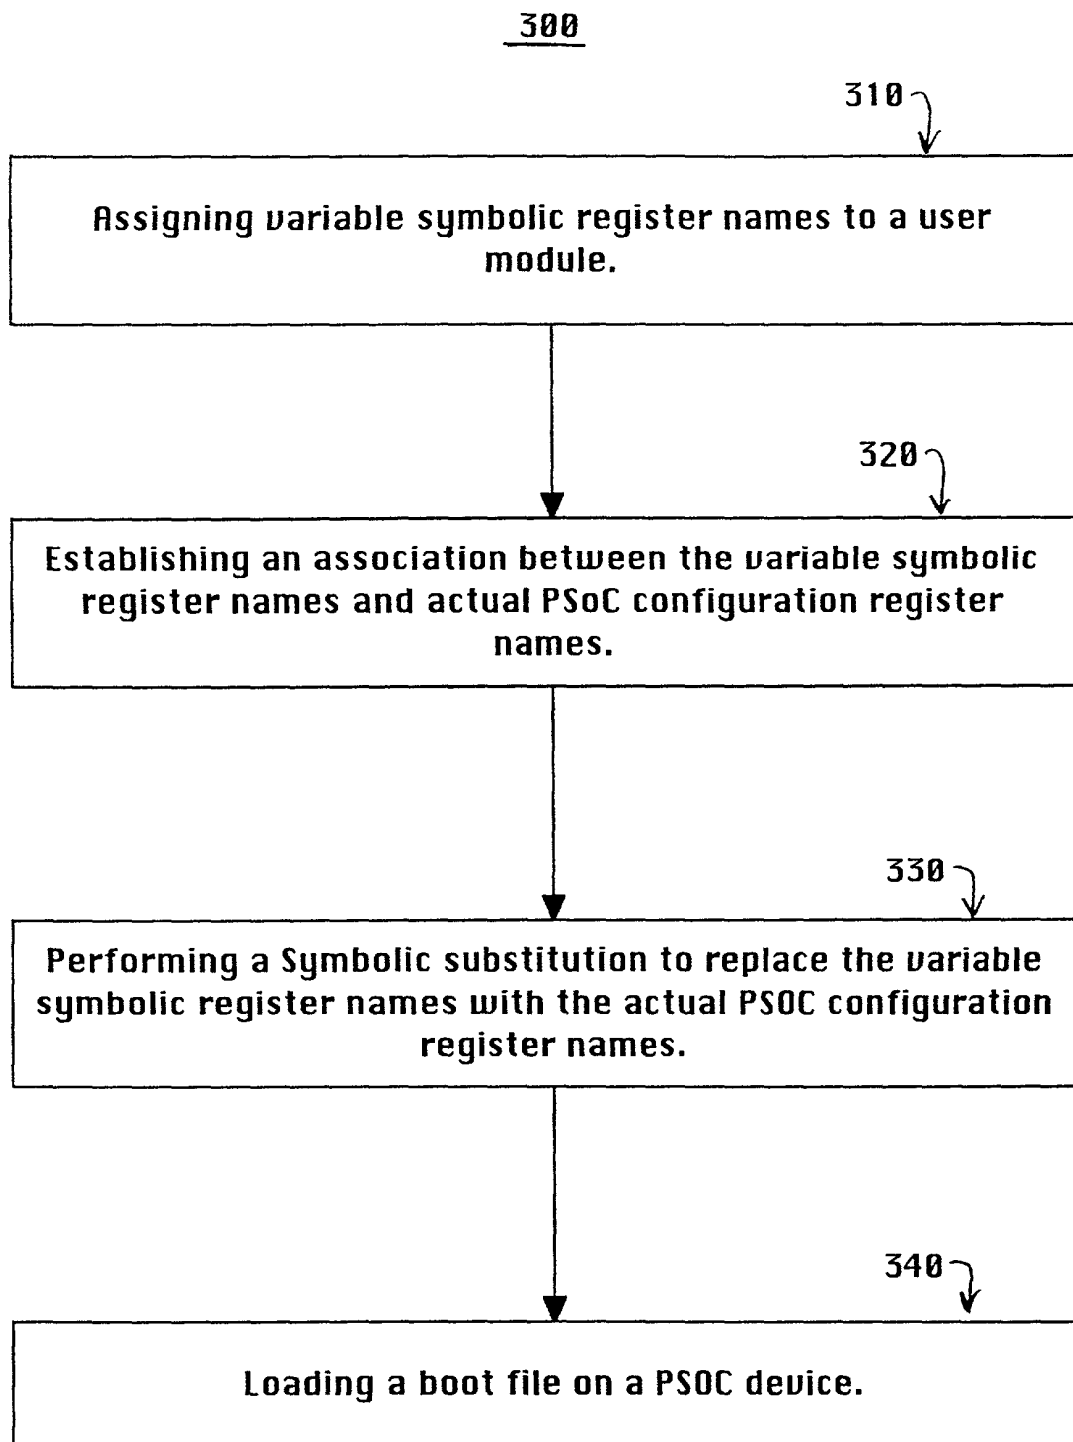 300
310
Assigning variable symbolic register names to a user
module.
320
Establishing an association between the variable symbolic
register names and actual PSoC configuration register
names.
330
Performing a Symbolic substitution to replace the variable
symbolic register names with the actual PSOC configuration
register names.
340
Loading a boot file on a PSOC device.